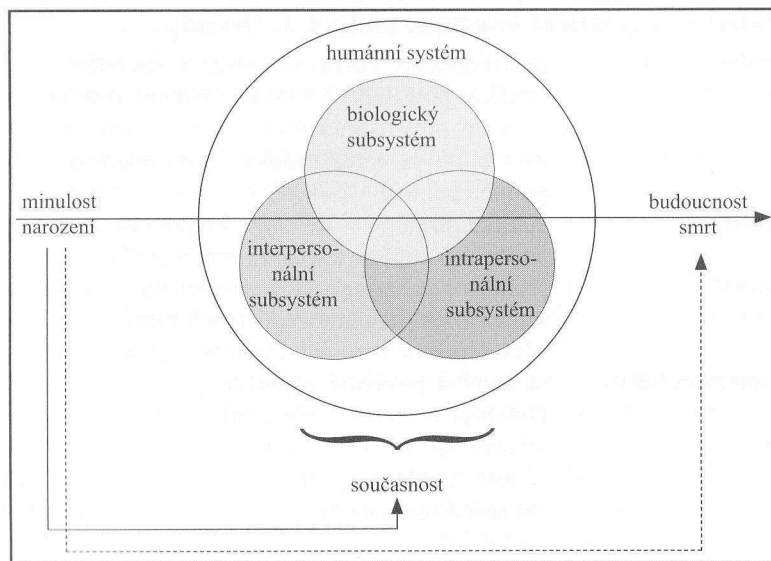 humánní systém
biologický
subsystém
minulost
narození
budoucnost
smrt
interperso-
nální
subsystém
intraperso-
nální
subsystém
současnost